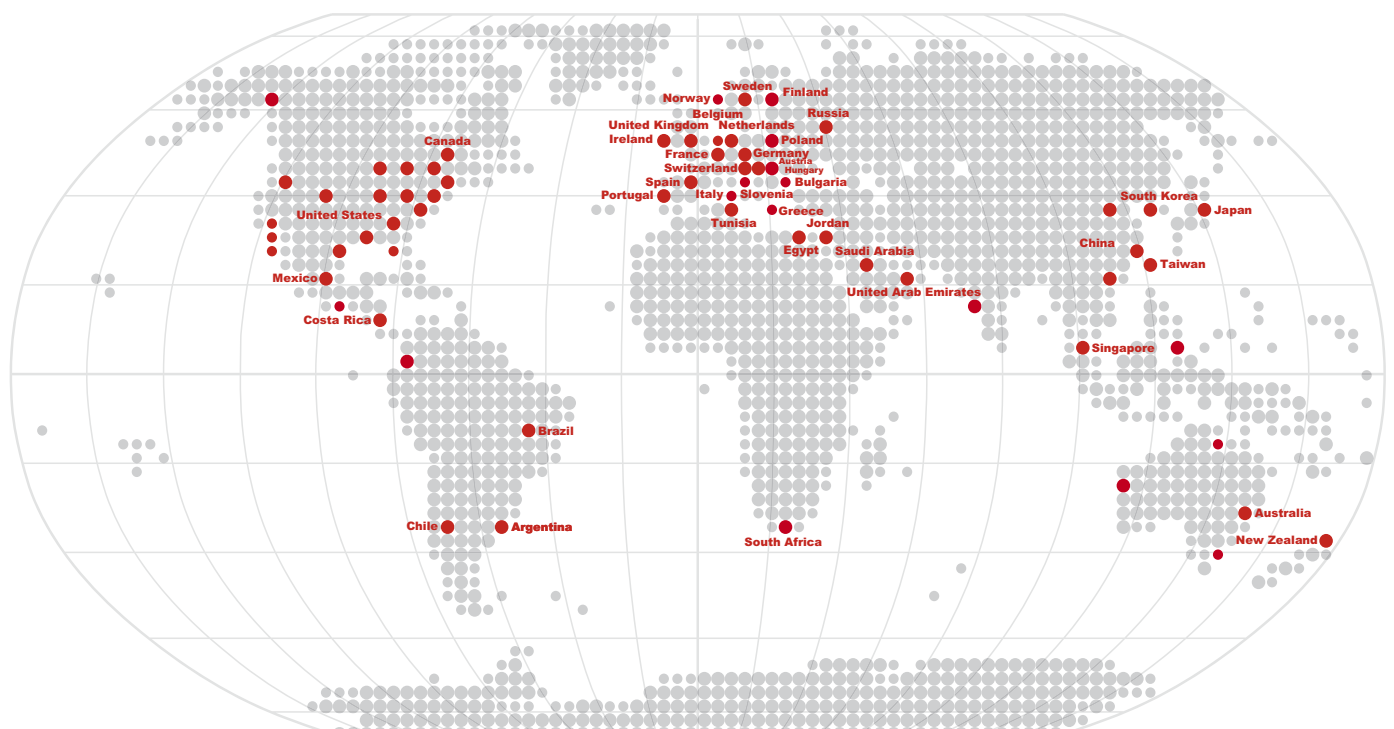 Sweden
Finland
Norway
Belgium
Russia
United Kingdom
Netherlands
Ireland
Poland
Canada
France
Germany
Austria
Switzerland
Hungary
Spain
Bulgaria
Portugal
Italy
Slovenia
South Korea
Greece
Japan
United States
Tunisia
Jordan
Egypt
Saudi Arabia
China
Taiwan
Mexico
United Arab Emirates
Costa Rica
Singapore
Brazil
Australia
Chile
Argentina
South Africa
New Zealand